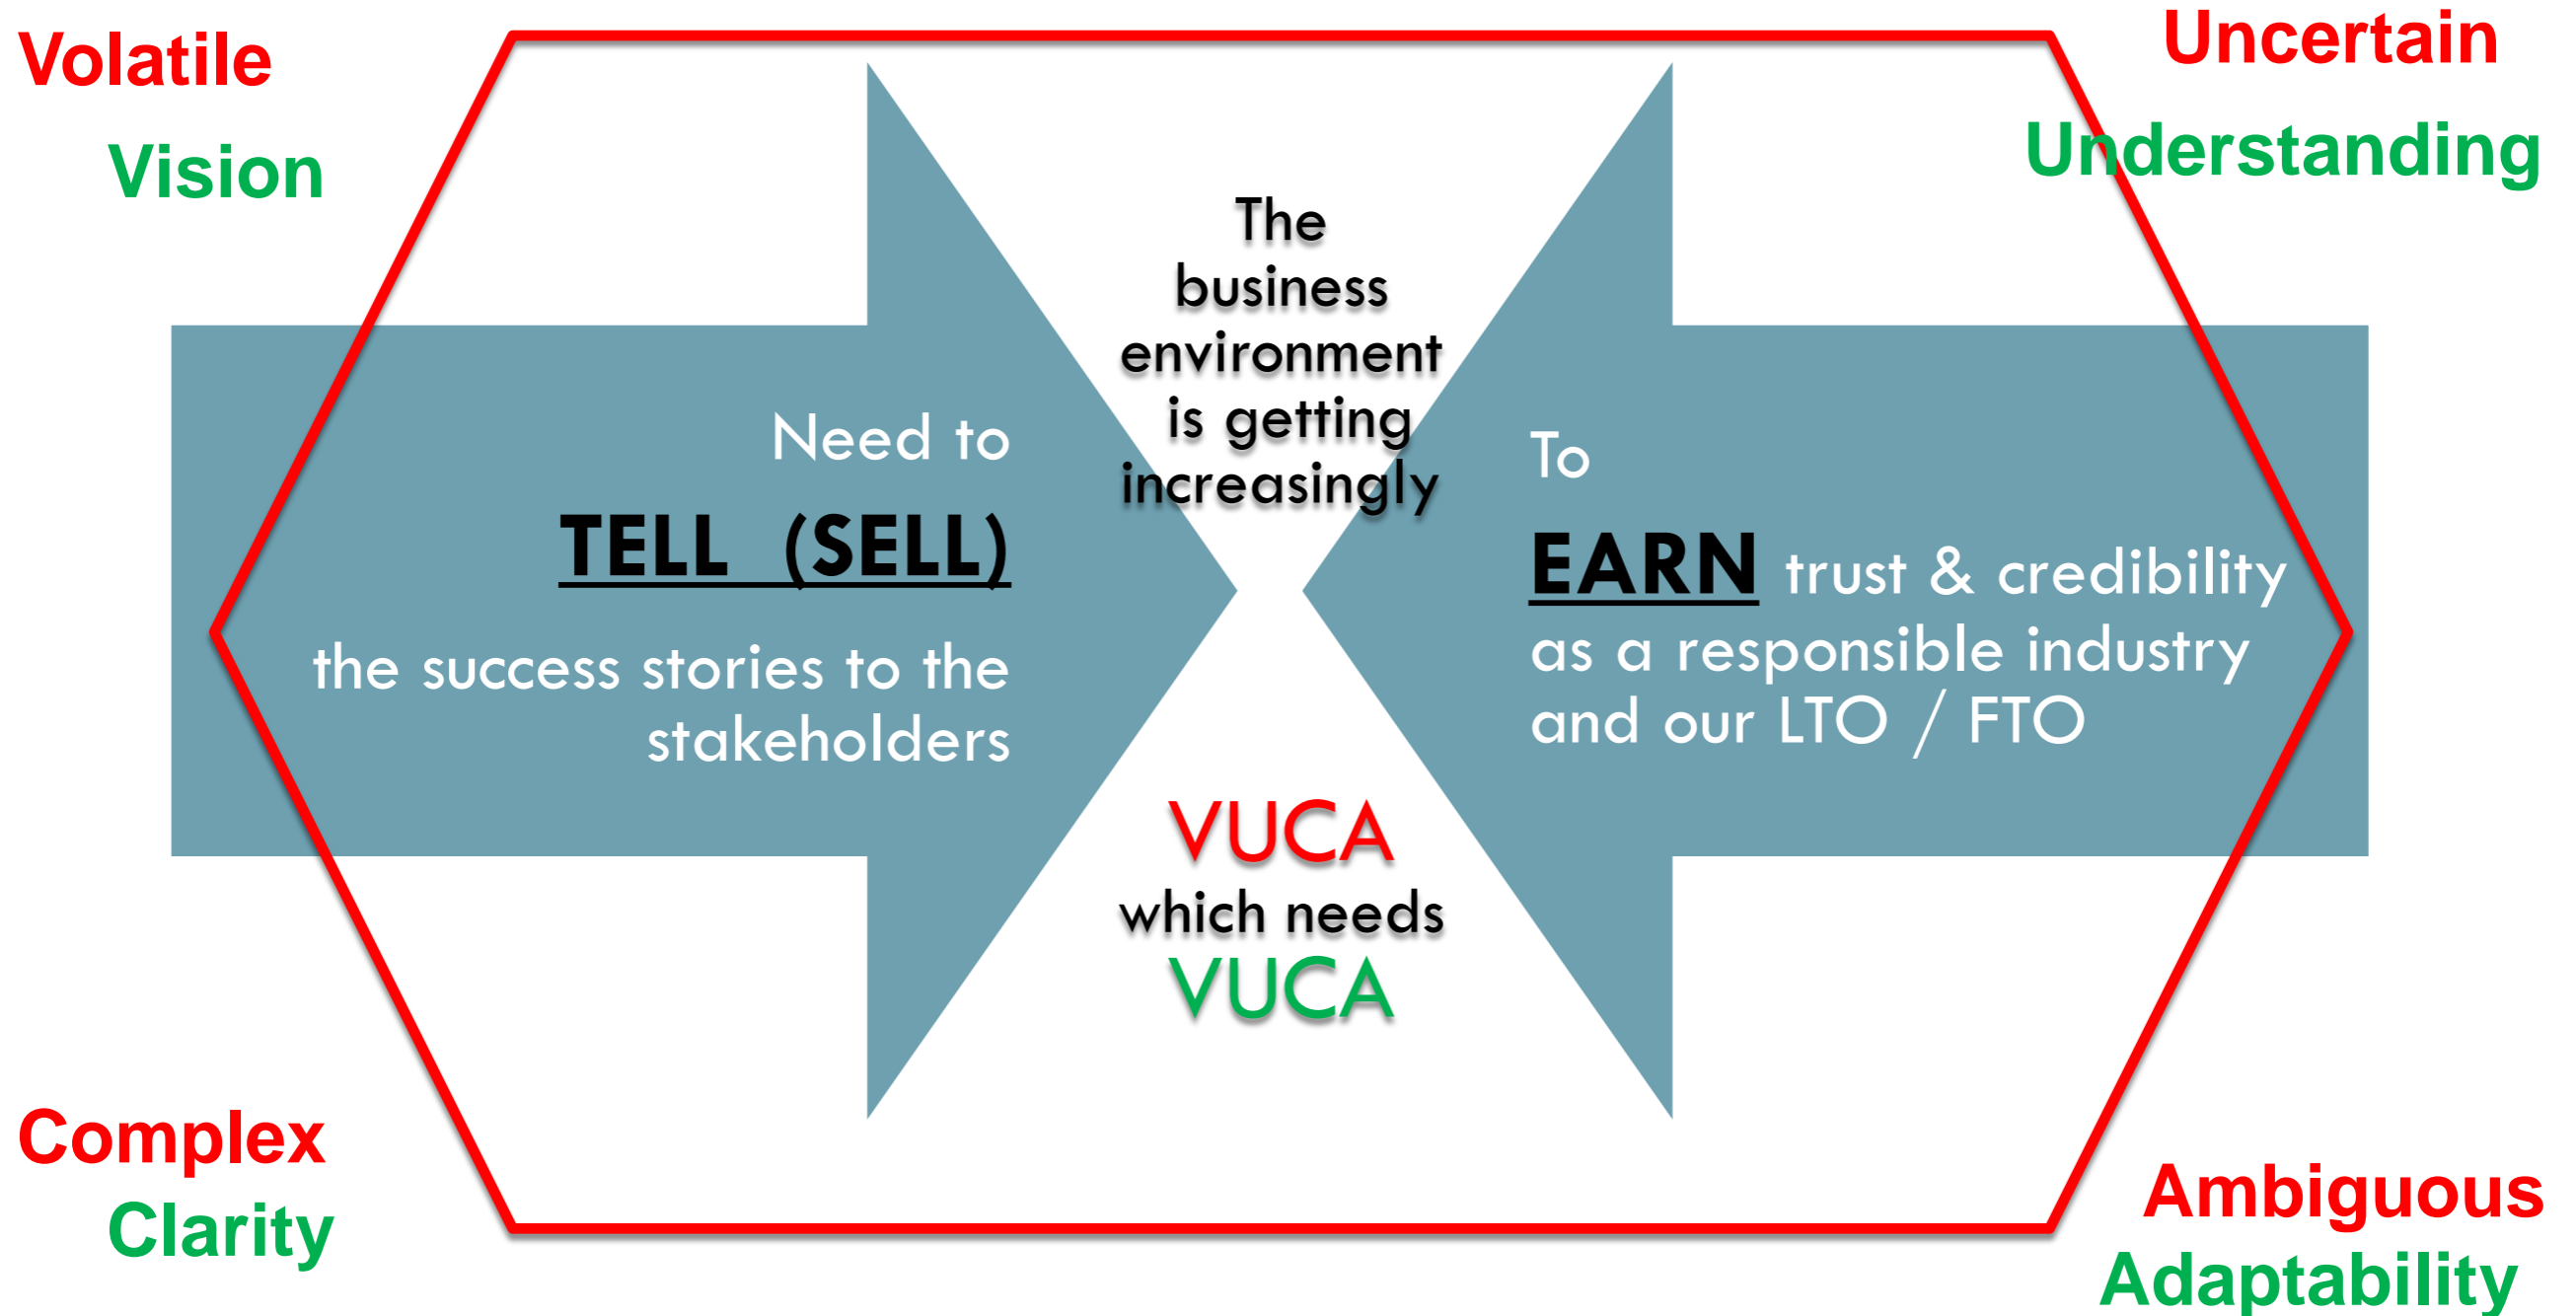 Volatile
Vision
Uncertain
Understanding
The
business
environment
is getting
increasingly
Need to
TELL (SELL)
the success stories to the
stakeholders
To
EARN trust & credibility
as a responsible industry
and our LTO / FTO
VUCA
which needs
VUCA
Complex
Clarity
Ambiguous
Adaptability